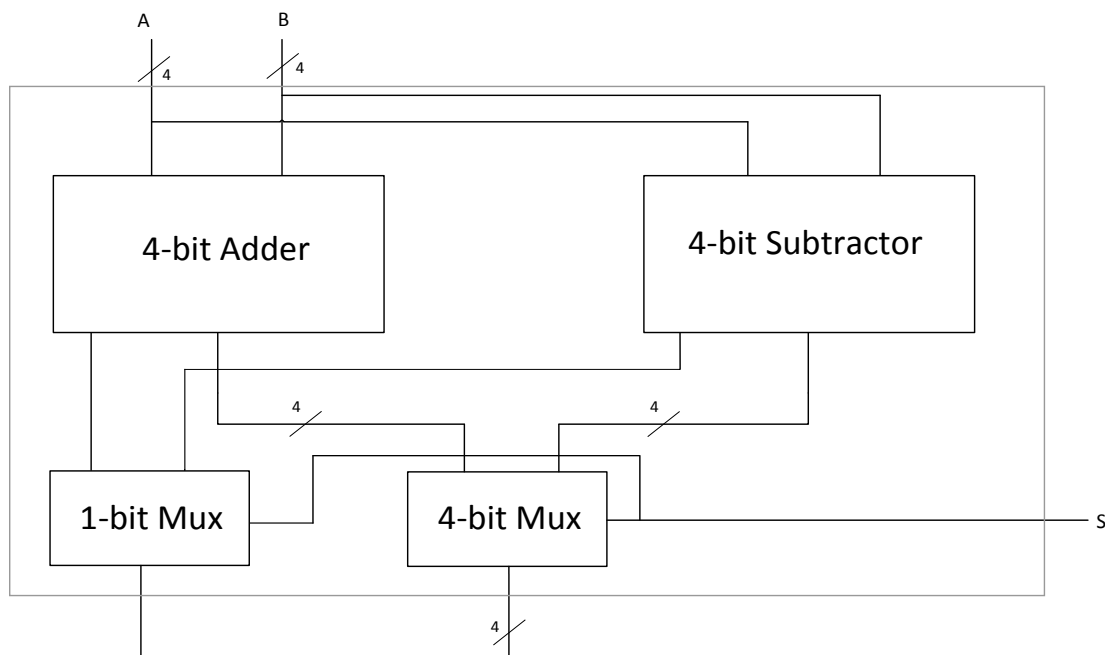 A B
4 4
4-bit Adder 4-bit Subtractor
4 4
1-bit Mux 4-bit Mux S
4